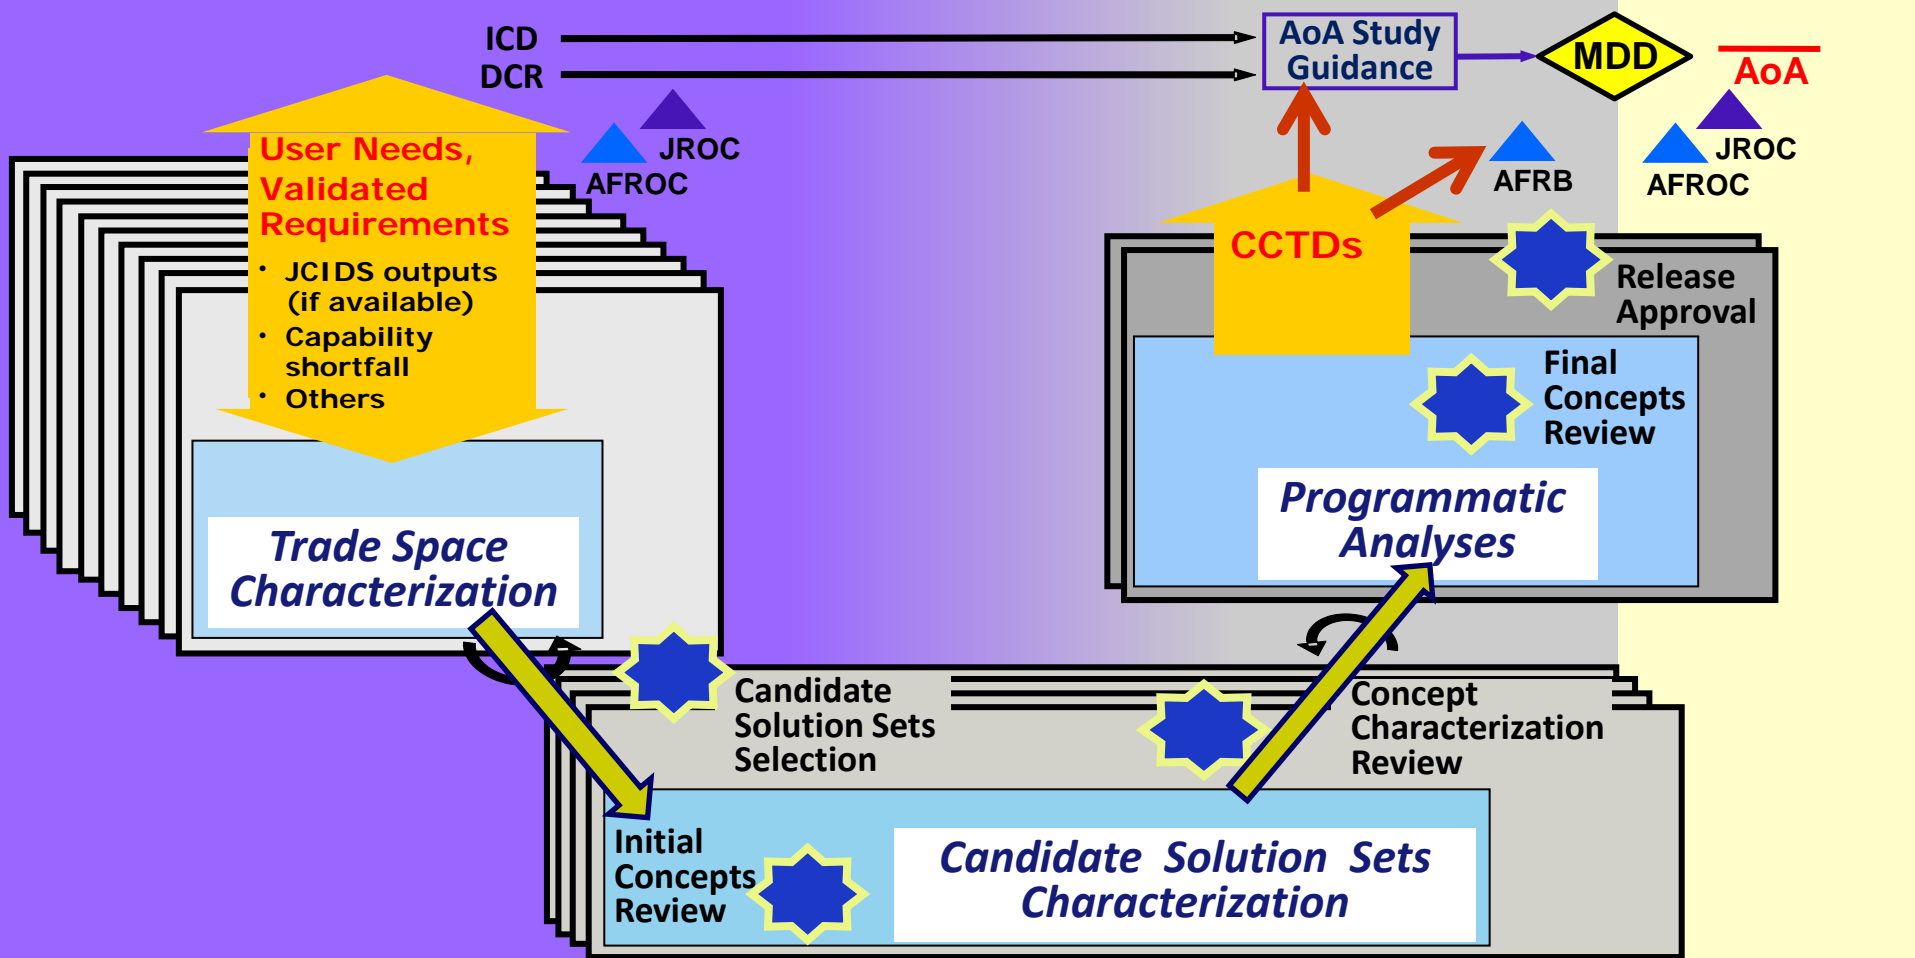 ICD
DCR
AoA Study
Guidance
MDD
AoA
JROC
AFROC
AFRB
JROC
AFROC
User Needs,
Validated
Requirements
· JCIDS outputs
(if available)
· Capability
shortfall
· Others
CCTDs
Release
Approval
Final
Concepts
Review
Trade Space
Characterization
Programmatic
Analyses
Candidate
Solution Sets
Selection
Concept
Characterization
Review
Initial
Concepts
Review
Candidate Solution Sets
Characterization